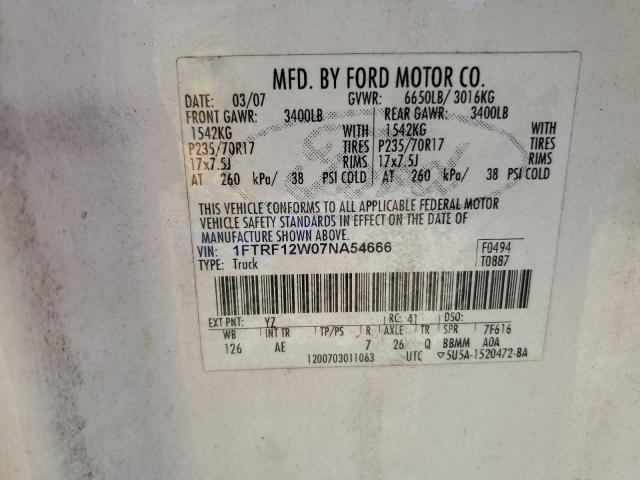 MFD. BY FORD MOTOR CO.
DATE: 03/07 GVWR: 6650LB/ 3016KG
FRONT GAWR: 3400LB REAR GAWR: 3400LB
1542KG WITH 1542KG WITH
P235/70R17 TIRES P235/70R17 TIRES
17x7.5J RIMS 17x7.5J RIMS
AT 260 kPa/ 38 PSI COLD AT 260 kPa/ 38 PSI COLD
THIS VEHICLE CONFORMS TO ALL APPLICABLE FEDERAL MOTOR
VEHICLE SAFETY STANDARDS IN EFFECT ON THE DATE OF
MANUFACTURE SHOWN ABOVE.
VIN: 1FTRF12W07NA54666 F0494
TYPE: Truck T0887
EXT PNT: YZ RC: 41 DSO:
WB INT TR TP/PS R AXLE TR SPR 7F616
126 AE 7 26 Q BBMM A0A
1200703011063 UTC ▽5U5A-1520472-BA